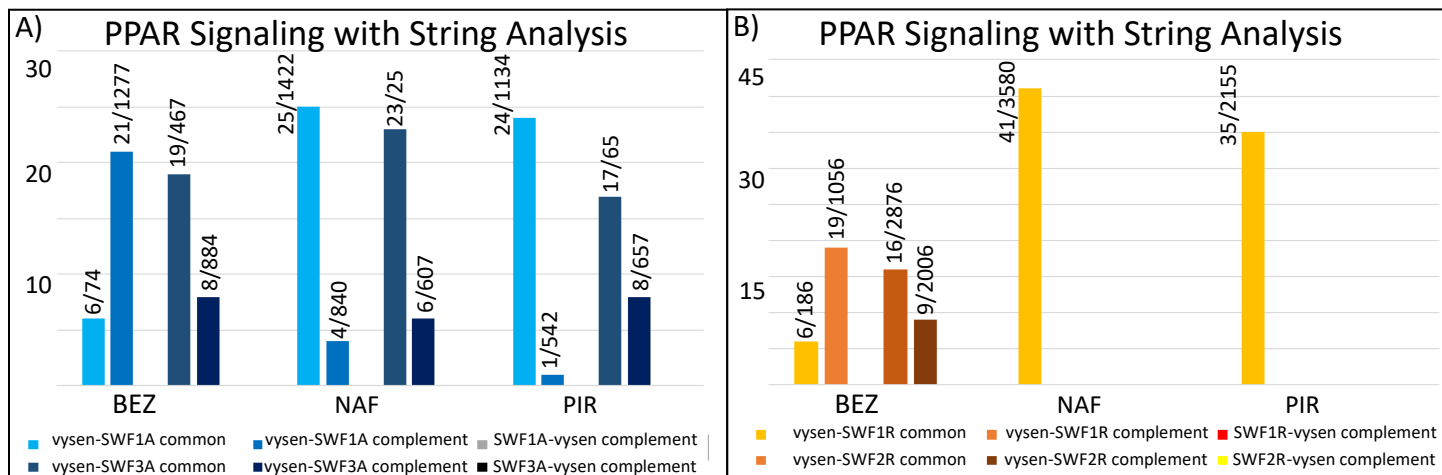 A)
PPAR Signaling with String Analysis
30
20
10
6/74
21/1277
19/467
8/884
25/1422
4/840
23/25
6/607
24/1134
1/542
17/65
8/657
BEZ NAF PIR
vysen-SWF1A common vysen-SWF1A complement SWF1A-vysen complement
vysen-SWF3A common vysen-SWF3A complement SWF3A-vysen complement
B)
PPAR Signaling with String Analysis
45
30
15
6/186
19/1056
16/2876
9/2006
41/3580
35/2155
BEZ NAF PIR
vysen-SWF1R common vysen-SWF1R complement SWF1R-vysen complement
vysen-SWF2R common vysen-SWF2R complement SWF2R-vysen complement